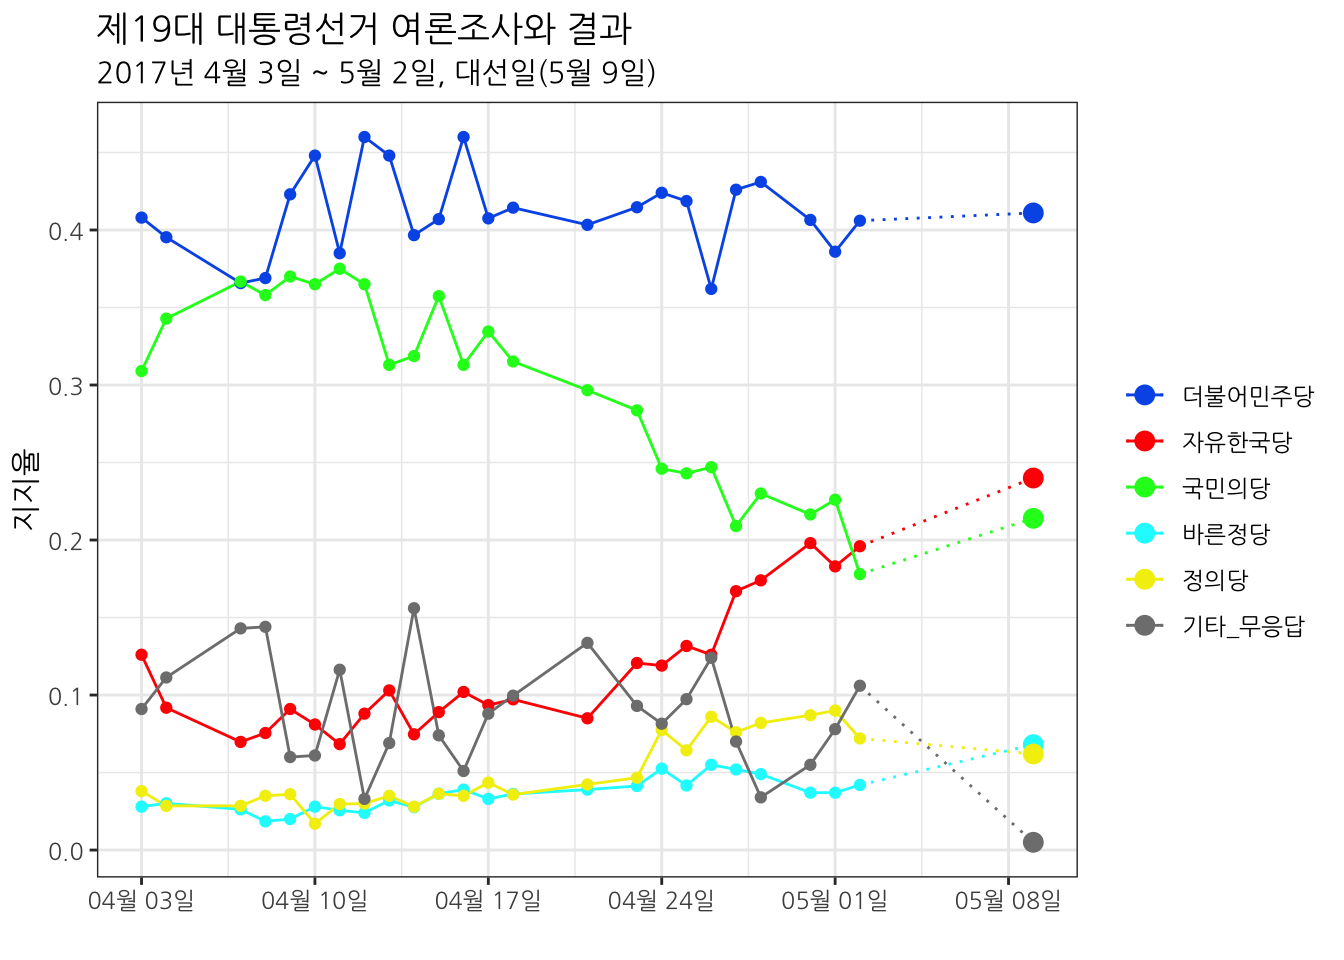 제19대 대통령선거 여론조사와 결과
2017년 4월 3일 ~ 5월 2일, 대선일(5월 9일)
지지율
0.4
0.3
0.2
0.1
0.0
04월 03일
04월 10일
04월 17일
04월 24일
05월 01일
05월 08일
더불어민주당
자유한국당
국민의당
바른정당
정의당
기타_무응답